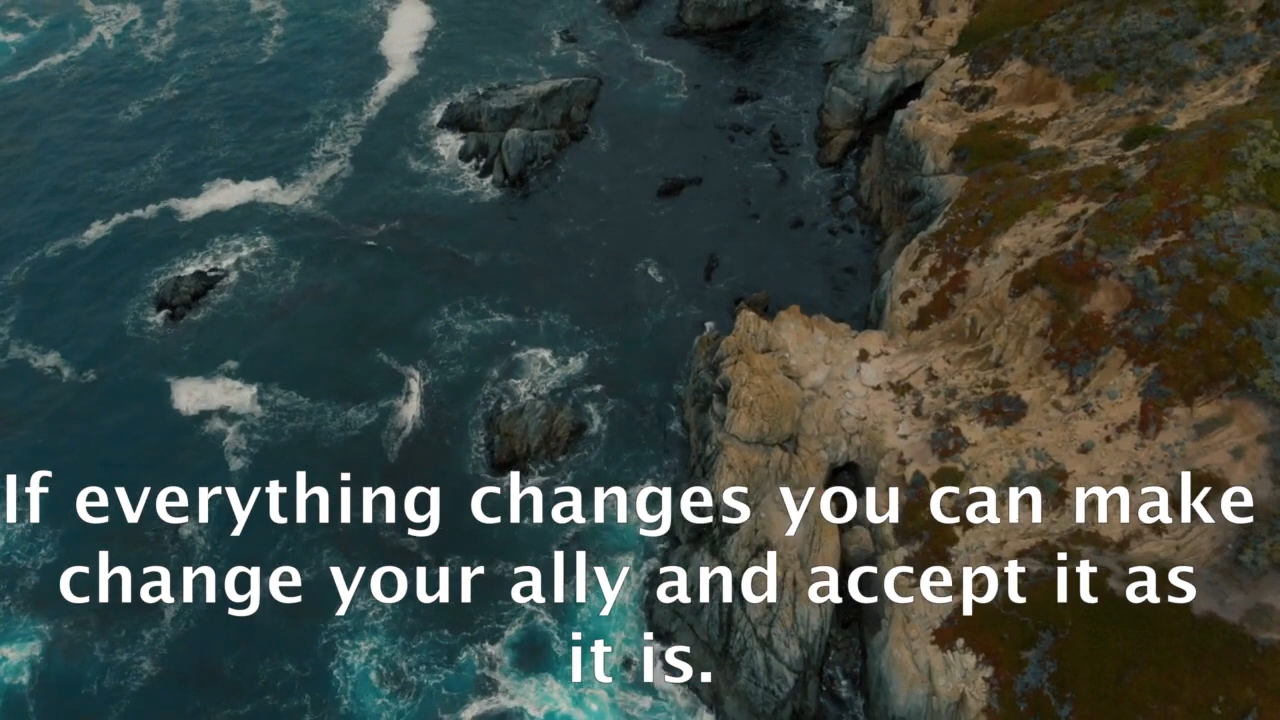 If everything changes you can make
change your ally and accept it as
it is.